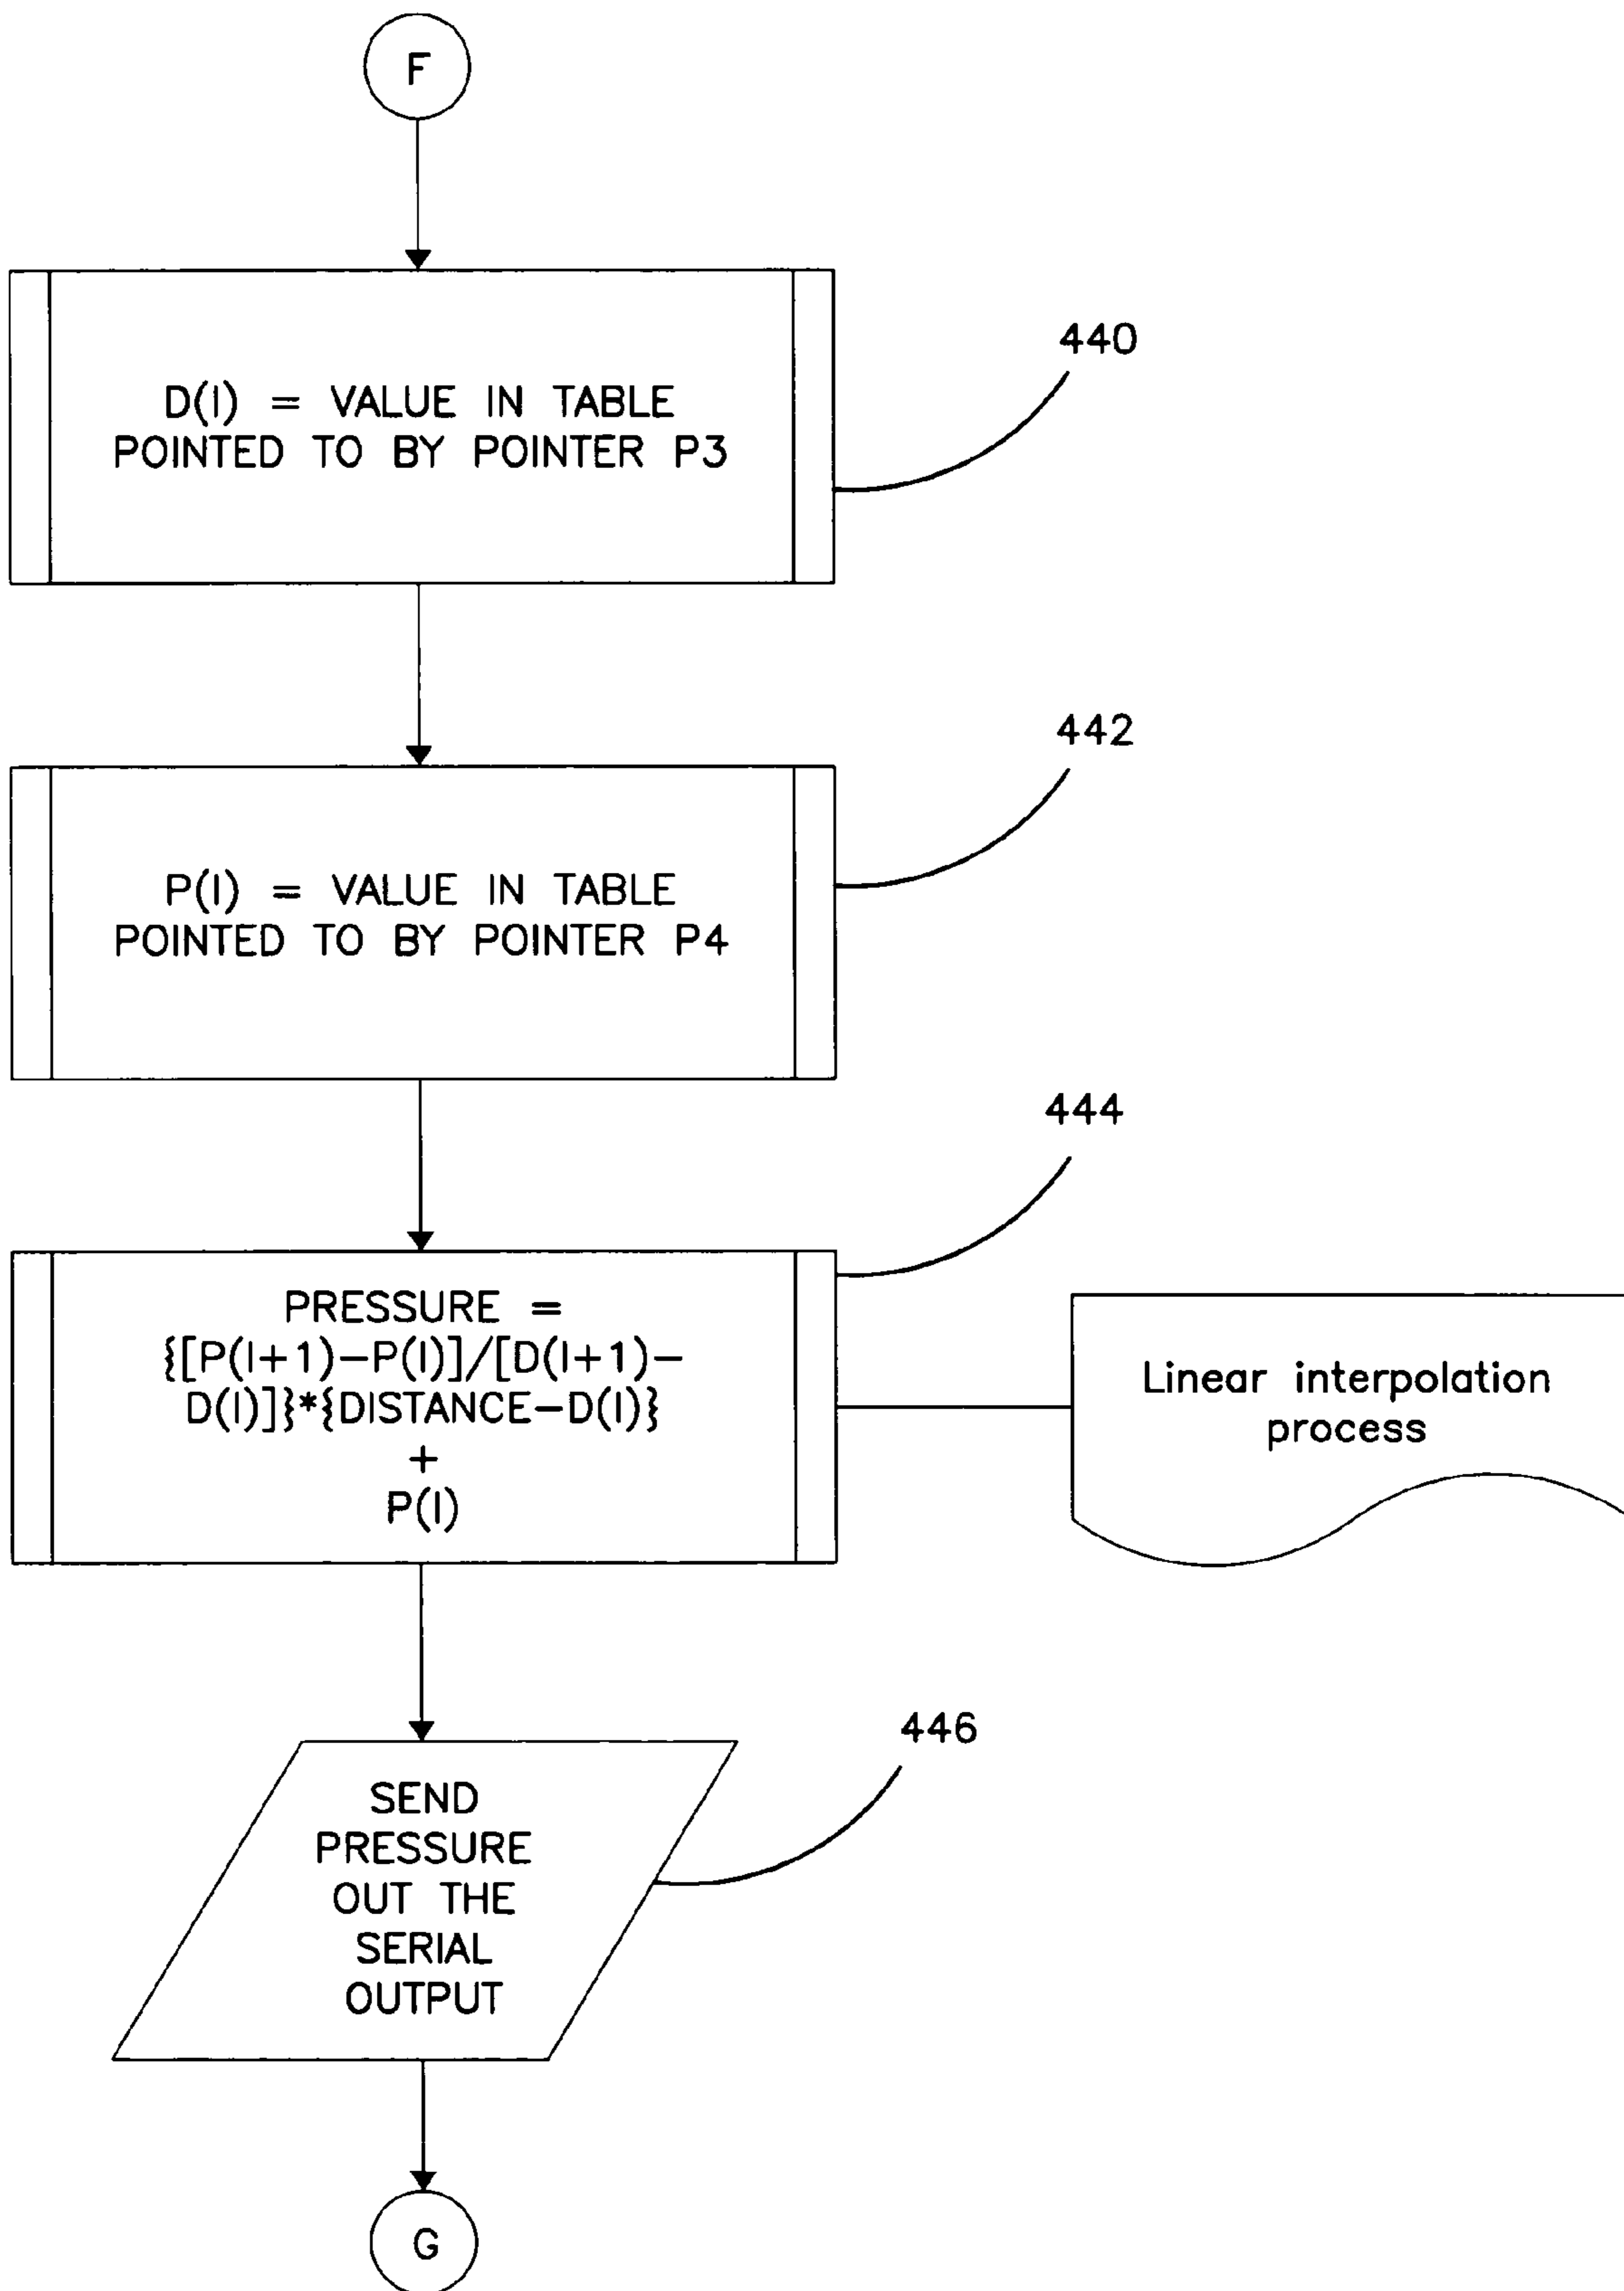 F
440
D(I) = VALUE IN TABLE
POINTED TO BY POINTER P3
442
P(I) = VALUE IN TABLE
POINTED TO BY POINTER P4
444
PRESSURE =
{[P(I+1)-P(I)]/[D(I+1)-
D(I)]}*{DISTANCE-D(I)}
+
P(I)
Linear interpolation
process
446
SEND
PRESSURE
OUT THE
SERIAL
OUTPUT
G